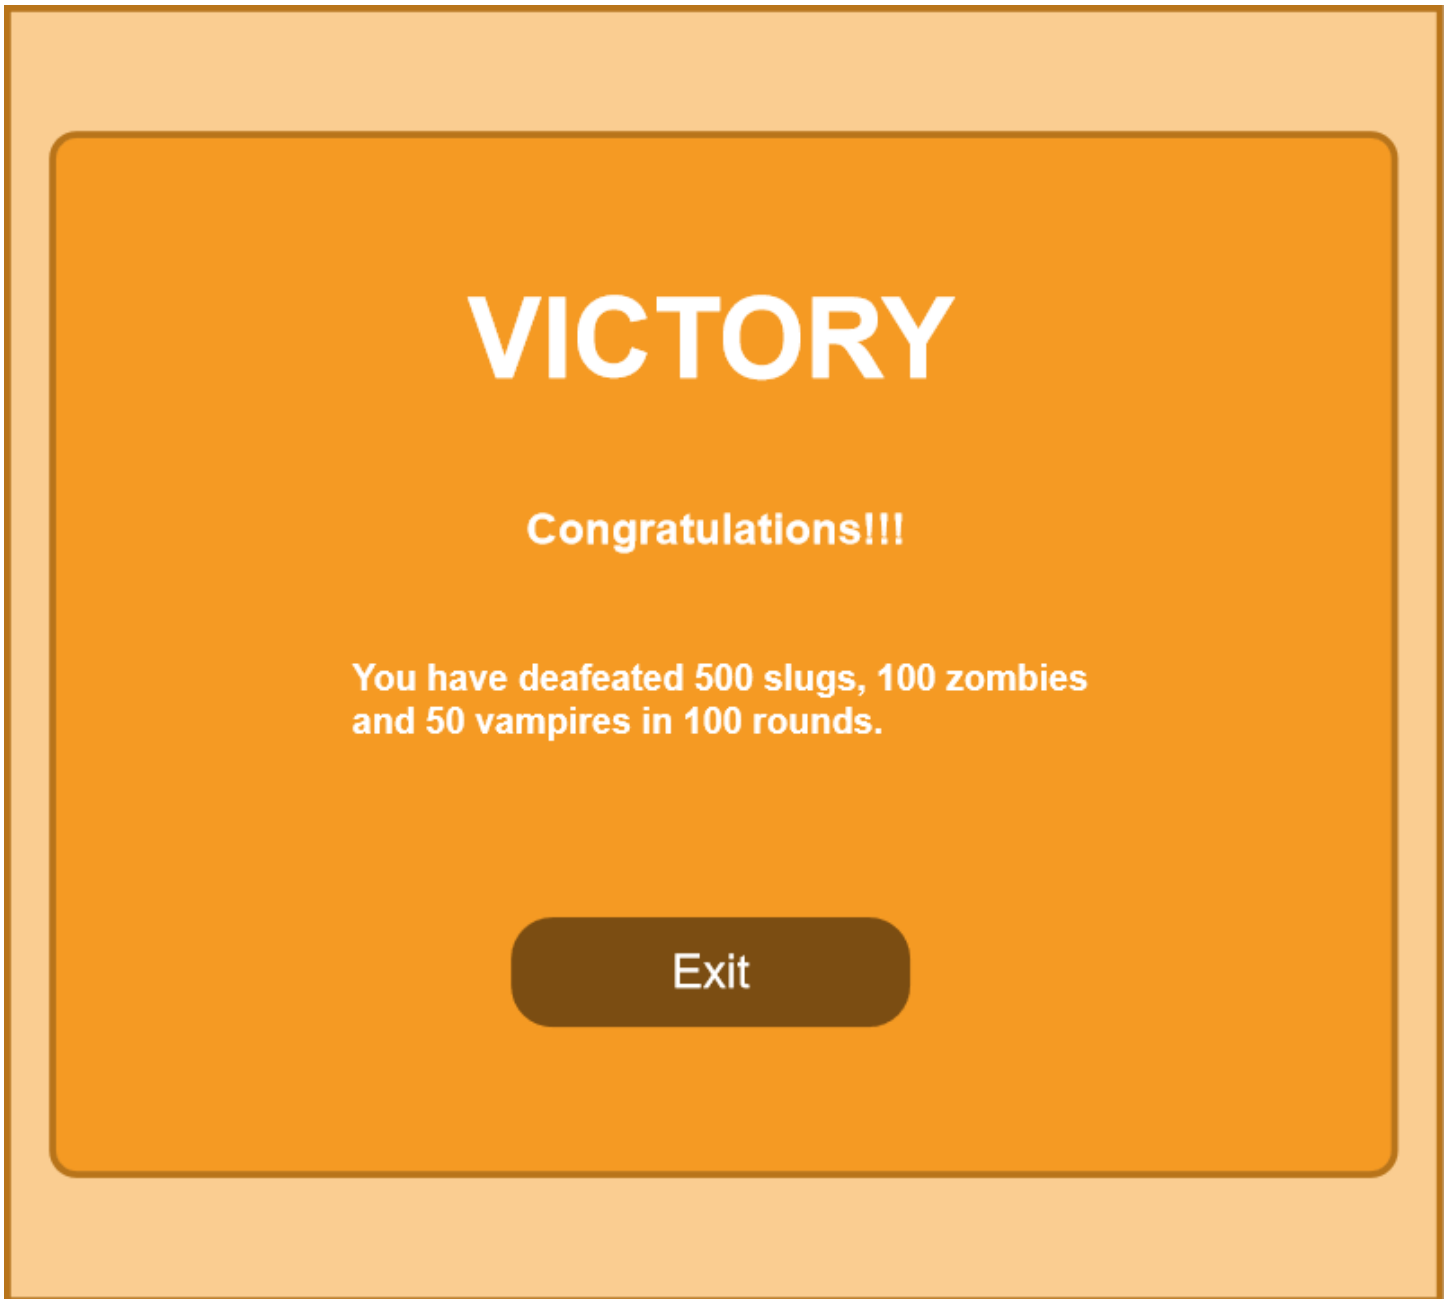 VICTORY
Congratulations!!!
You have deafeated 500 slugs, 100 zombies
and 50 vampires in 100 rounds.
Exit